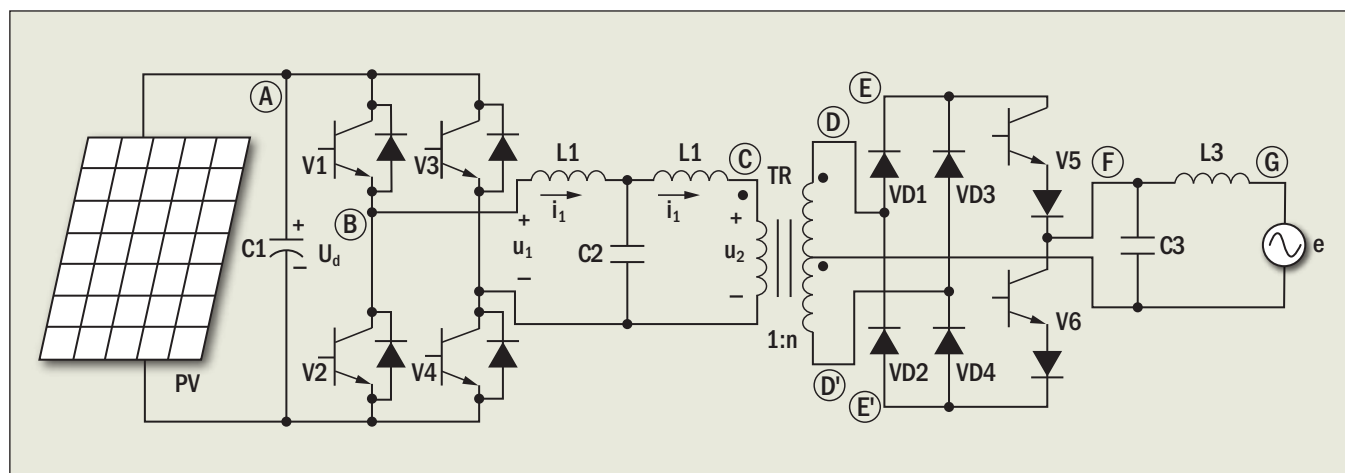 A
V1
V3
B
C1
+
−
U_d
V2
V4
PV
L1
i₁
L1
i₁
C
+
u₁
−
C2
+
u₂
−
TR
1:n
D
D'
E
E'
VD1
VD3
VD2
VD4
V5
V6
F
L3
G
C3
e